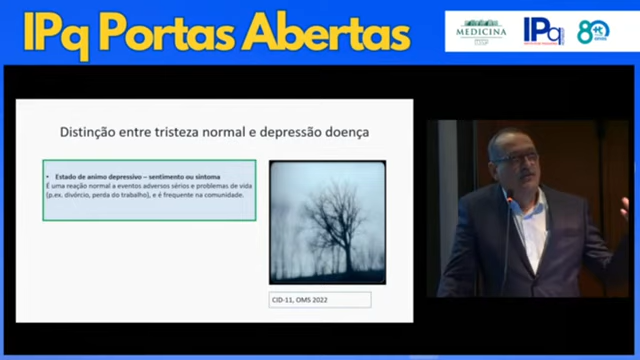 IPq Portas Abertas
MEDICINA
USP
IPq
80
anos
Distinção entre tristeza normal e depressão doença
• Estado de animo depressivo – sentimento ou sintoma
É uma reação normal a eventos adversos sérios e problemas de vida
(p.ex. divórcio, perda do trabalho), e é frequente na comunidade.
CID-11, OMS 2022